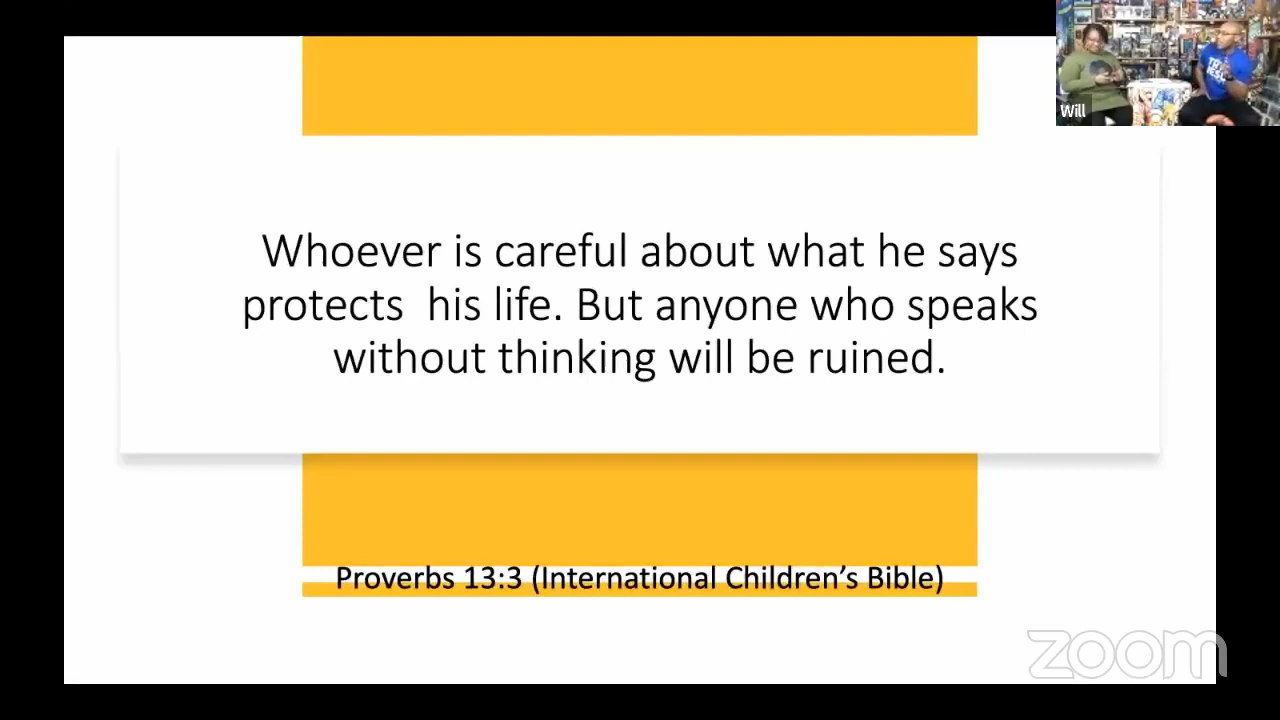 Whoever is careful about what he says
protects  his life. But anyone who speaks
without thinking will be ruined.
Proverbs 13:3 (International Children’s Bible)
Will
zoom